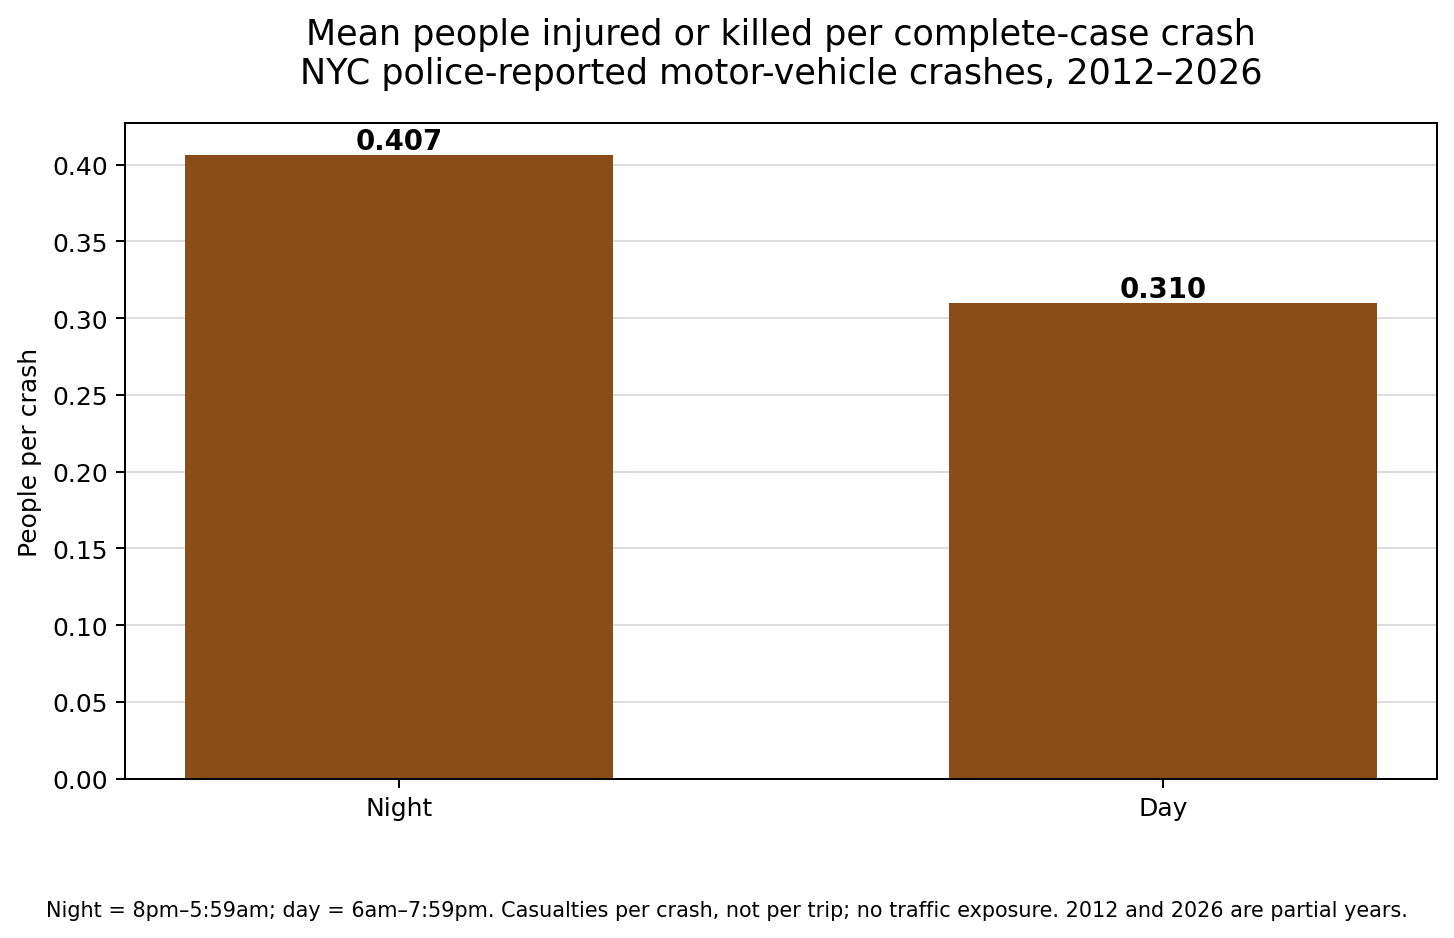 Mean people injured or killed per complete-case crash
NYC police-reported motor-vehicle crashes, 2012–2026
0.407
0.310
People per crash
0.40
0.35
0.30
0.25
0.20
0.15
0.10
0.05
0.00
Night
Day
Night = 8pm–5:59am; day = 6am–7:59pm. Casualties per crash, not per trip; no traffic exposure. 2012 and 2026 are partial years.